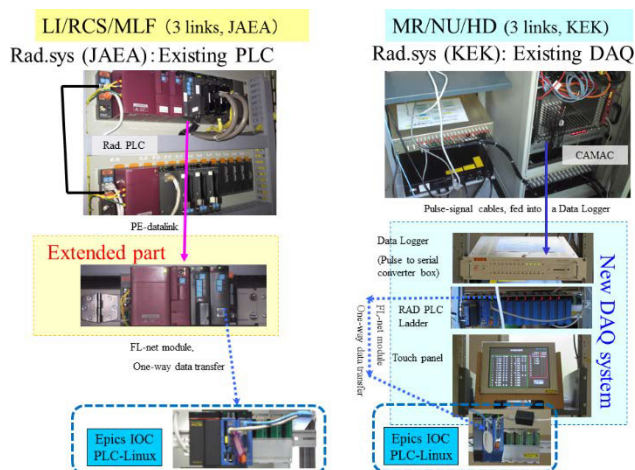 LI/RCS/MLF (3 links, JAEA)
Rad.sys (JAEA): Existing PLC
Rad. PLC
PE-datalink
Extended part
FL-net module,
One-way data transfer
Epics IOC
PLC-Linux
MR/NU/HD (3 links, KEK)
Rad.sys (KEK): Existing DAQ
CAMAC
Pulse-signal cables, fed into a Data Logger
Data Logger
(Pulse to serial
converter box)
RAD PLC
Ladder
Touch panel
New DAQ system
FL-net module
One-way data transfer
Epics IOC
PLC-Linux